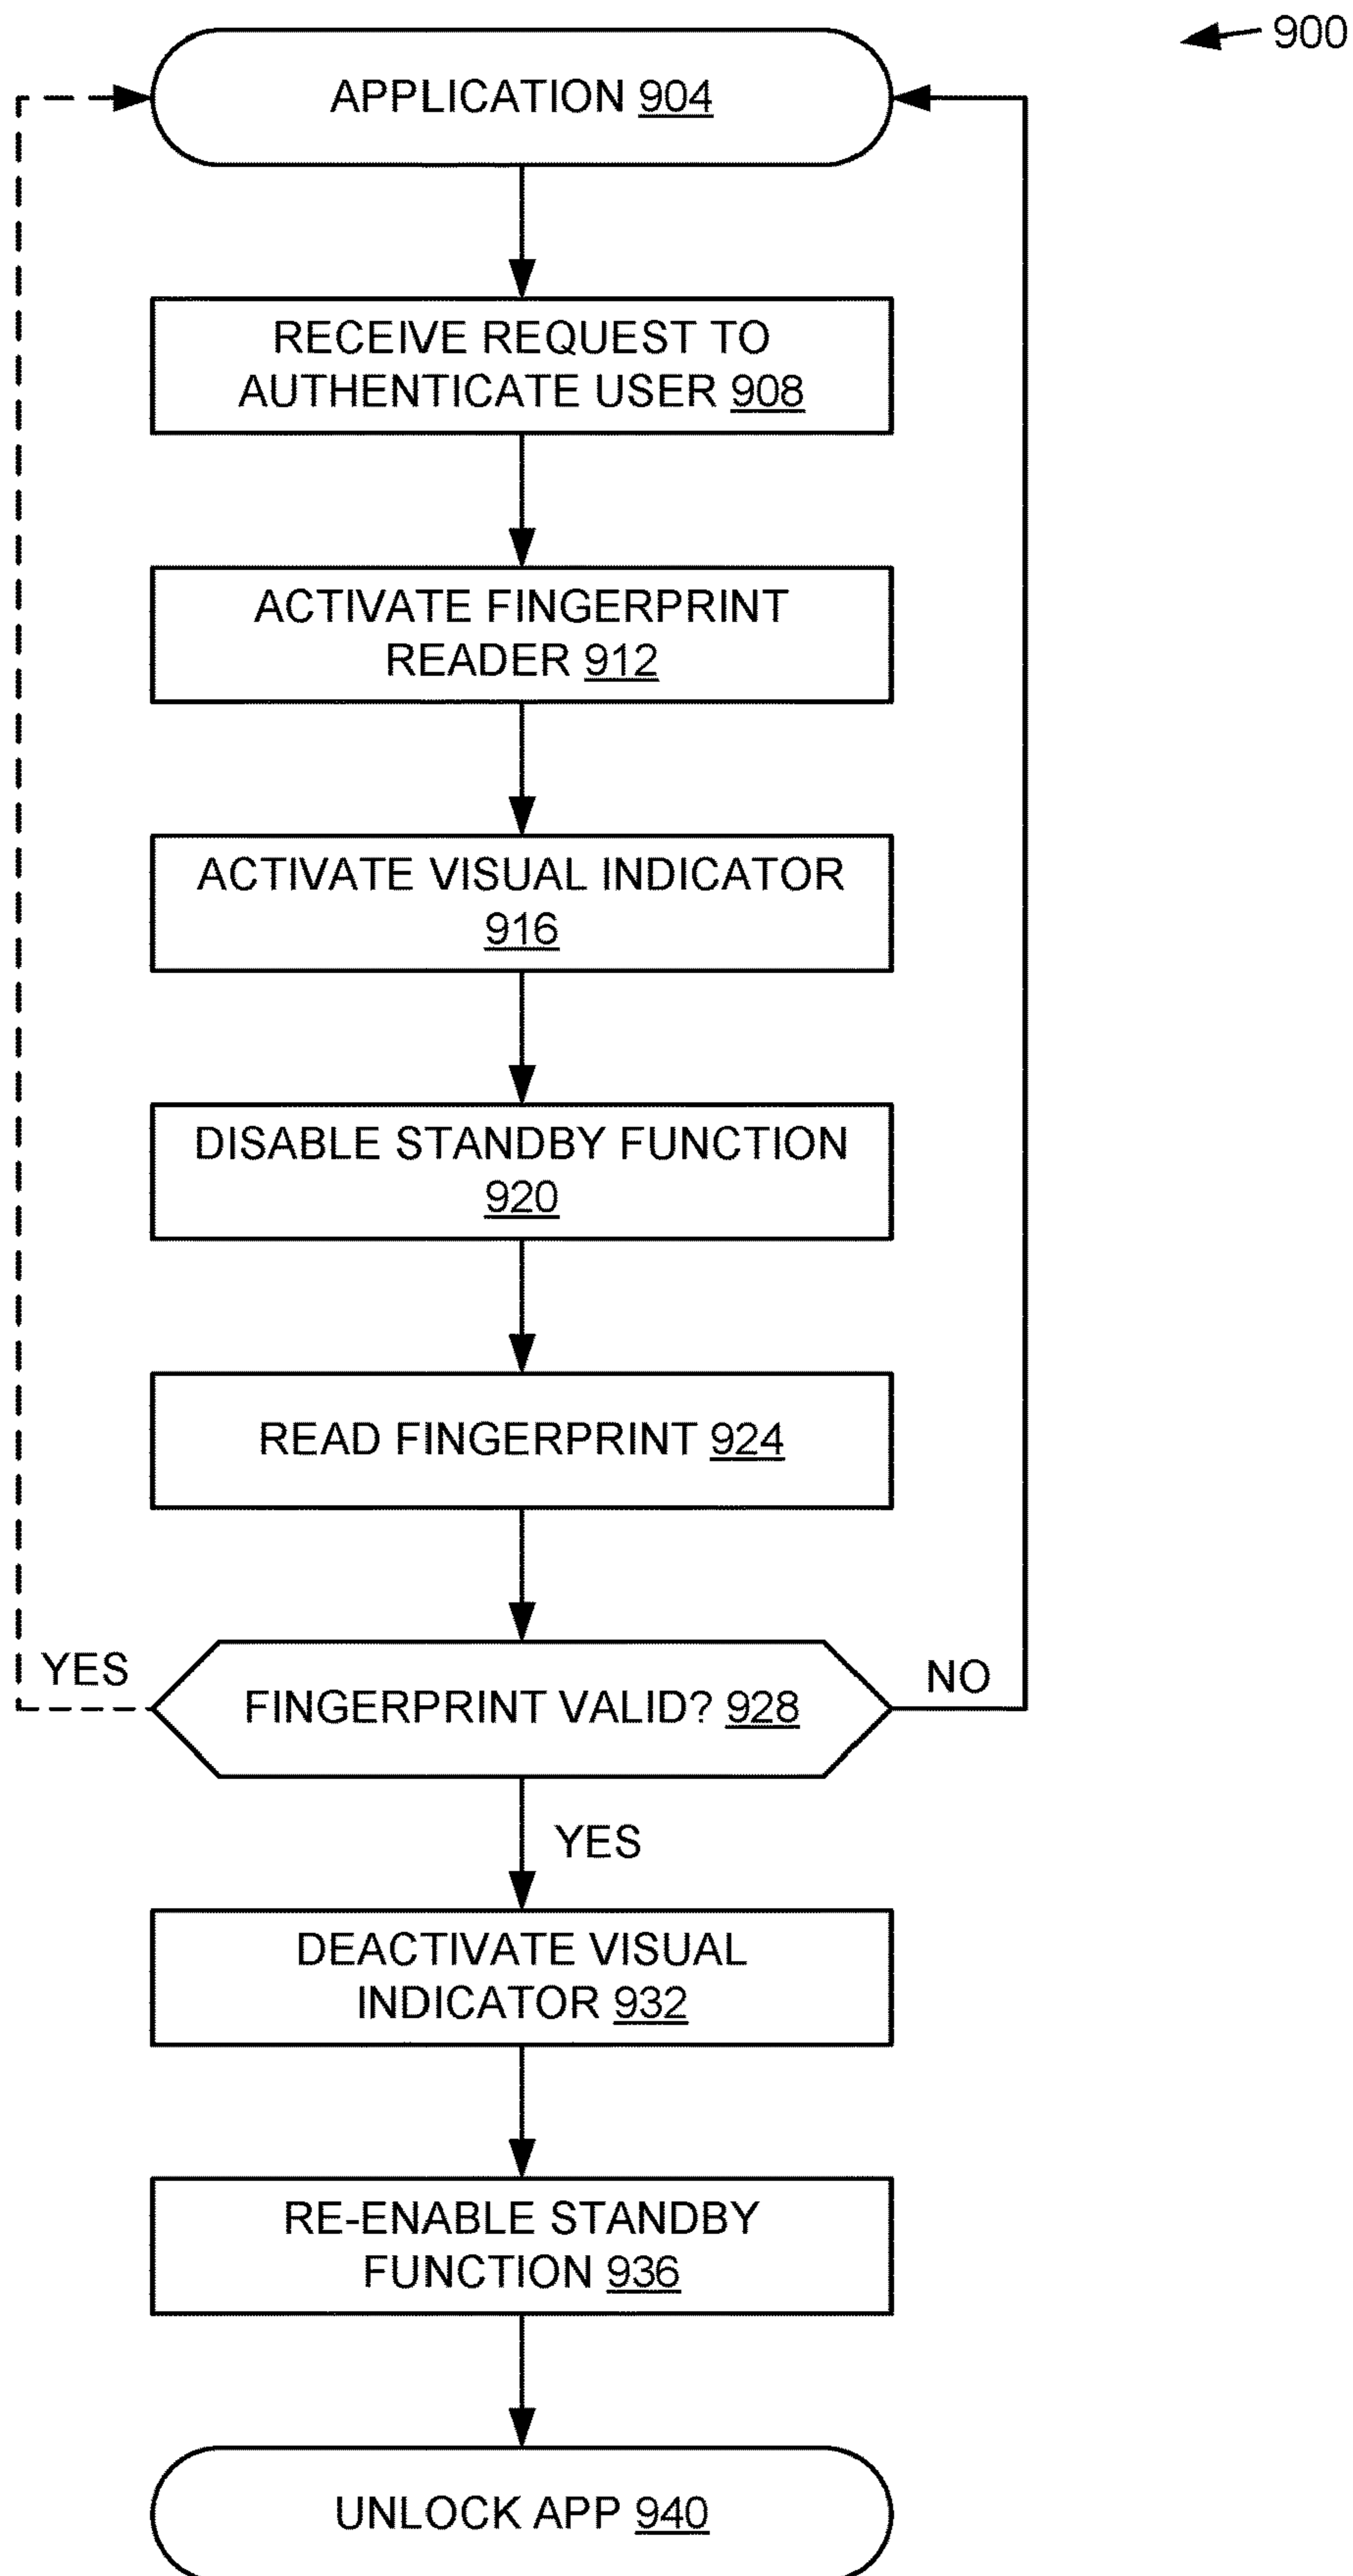 900
APPLICATION 904
RECEIVE REQUEST TO
AUTHENTICATE USER 908
ACTIVATE FINGERPRINT
READER 912
ACTIVATE VISUAL INDICATOR
916
DISABLE STANDBY FUNCTION
920
READ FINGERPRINT 924
YES
FINGERPRINT VALID? 928
NO
YES
DEACTIVATE VISUAL
INDICATOR 932
RE-ENABLE STANDBY
FUNCTION 936
UNLOCK APP 940